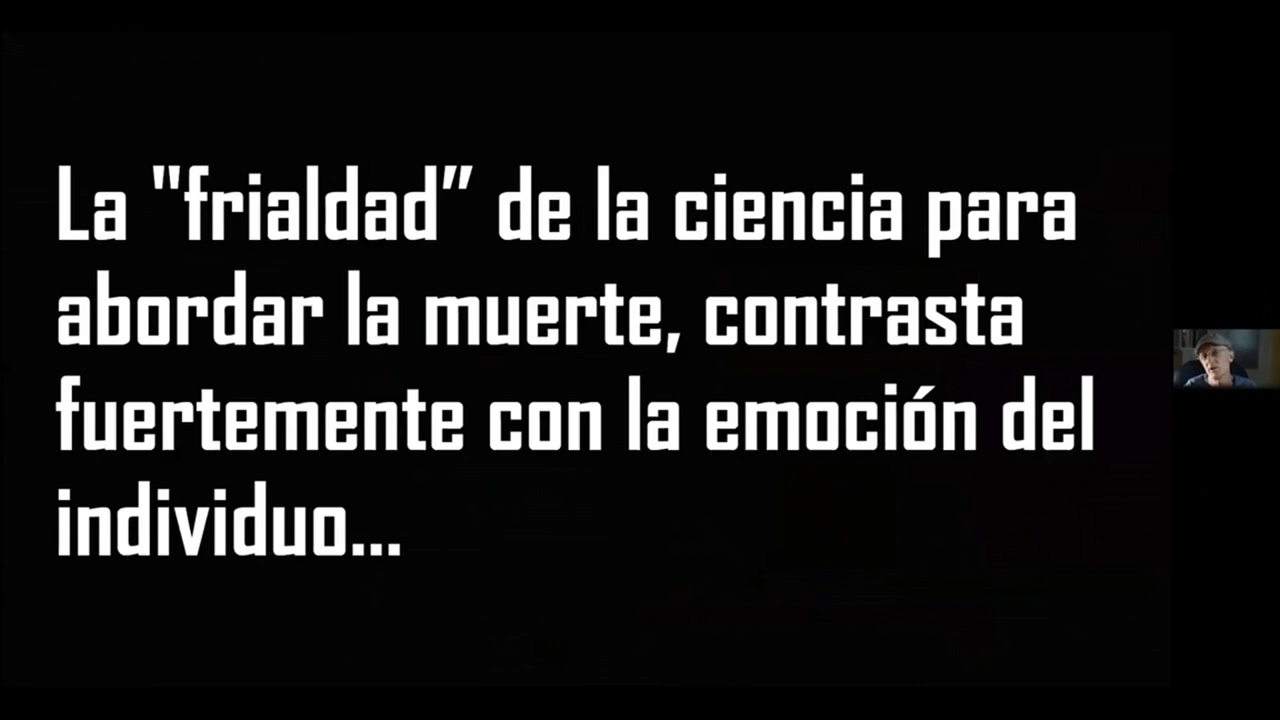 La "frialdad” de la ciencia para
abordar la muerte, contrasta
fuertemente con la emoción del
individuo...